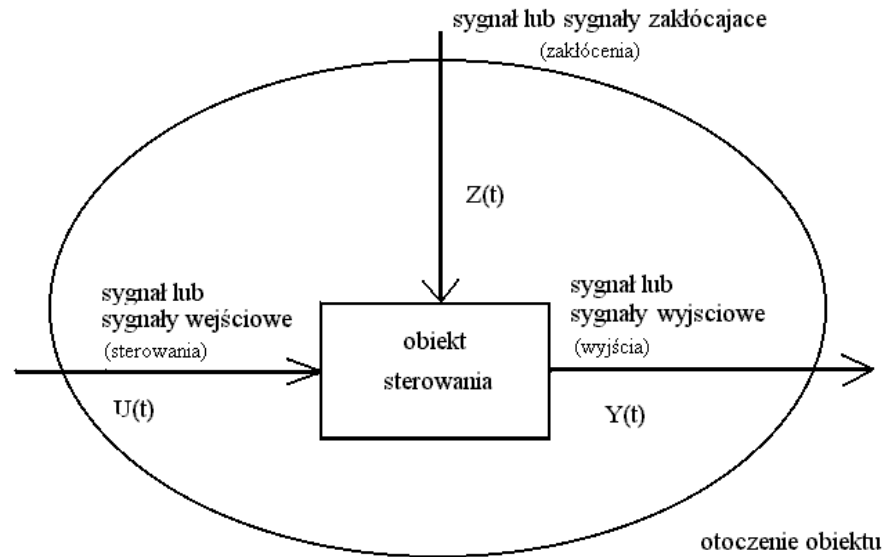 sygnał lub sygnały zakłócajace
(zakłócenia)
Z(t)
sygnał lub
sygnały wejściowe
(sterowania)
U(t)
obiekt
sterowania
sygnał lub
sygnały wyjsciowe
(wyjścia)
Y(t)
otoczenie obiektu